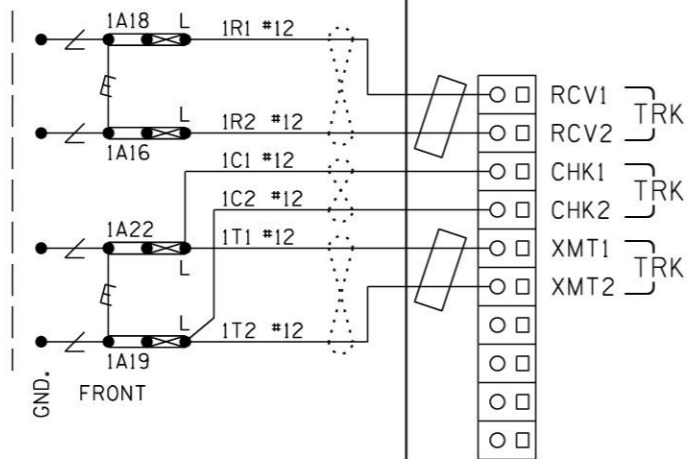 1A18 L 1R1 #12
RCV1
TRK
L 1R2 #12
RCV2
1A16
1C1 #12
CHK1
TRK
1C2 #12
CHK2
1A22
1T1 #12
XMT1
TRK
L
XMT2
L 1T2 #12
1A19
GND.
FRONT